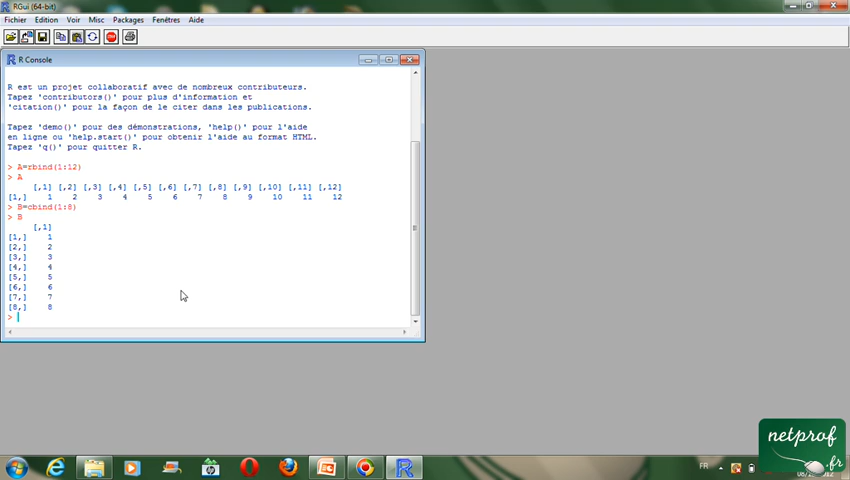 RGui (64-bit)
Fichier Edition Voir Misc Packages Fenêtres Aide
STOP
R Console
R est un projet collaboratif avec de nombreux contributeurs.
Tapez 'contributors()' pour plus d'information et
'citation()' pour la façon de le citer dans les publications.
Tapez 'demo()' pour des démonstrations, 'help()' pour l'aide
en ligne ou 'help.start()' pour obtenir l'aide au format HTML.
Tapez 'q()' pour quitter R.
> A=rbind(1:12)
> A
[,1] [,2] [,3] [,4] [,5] [,6] [,7] [,8] [,9] [,10] [,11] [,12]
[1,] 1 2 3 4 5 6 7 8 9 10 11 12
> B=cbind(1:8)
> B
[,1]
[1,] 1
[2,] 2
[3,] 3
[4,] 4
[5,] 5
[6,] 6
[7,] 7
[8,] 8
>
netprof
.fr
FR